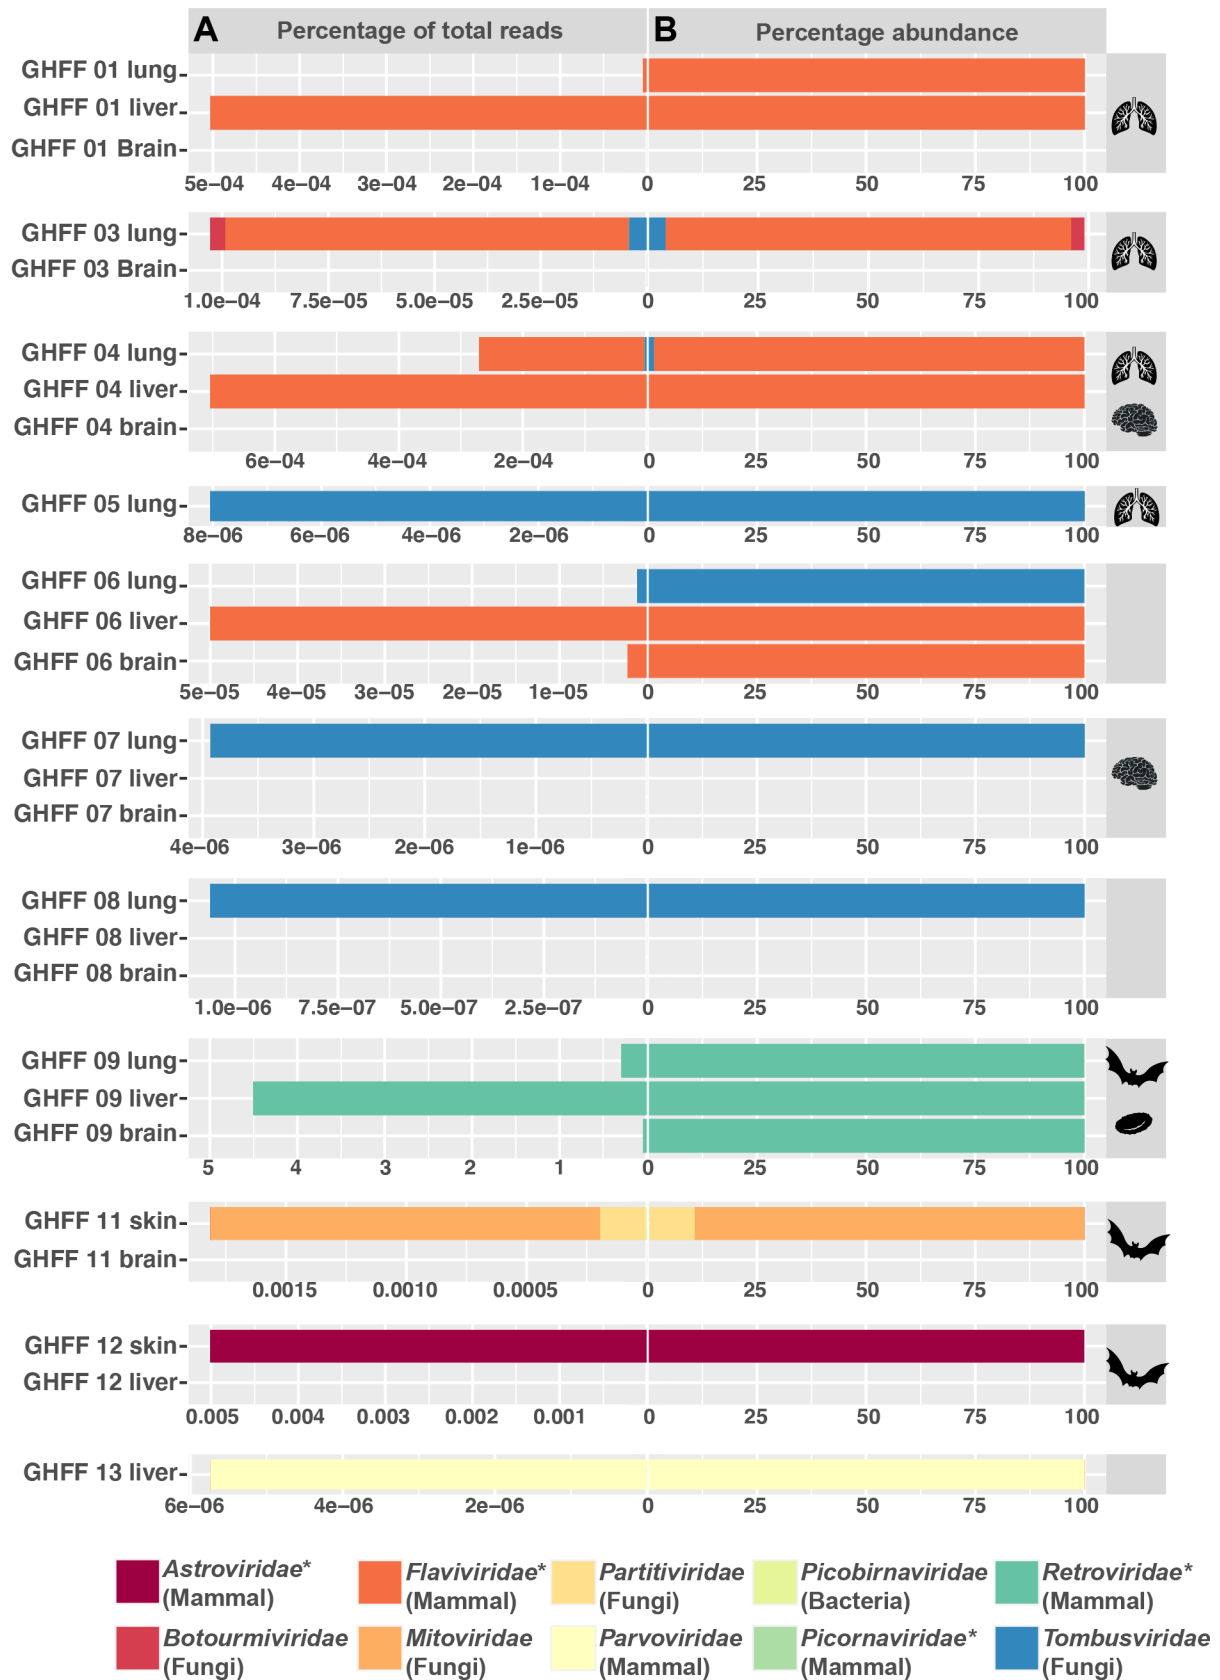 A Percentage of total reads B Percentage abundance
GHFF 01 lung
GHFF 01 liver
GHFF 01 Brain
5e−04 4e−04 3e−04 2e−04 1e−04 0 25 50 75 100
GHFF 03 lung
GHFF 03 Brain
1.0e−04 7.5e−05 5.0e−05 2.5e−05 0 25 50 75 100
GHFF 04 lung
GHFF 04 liver
GHFF 04 brain
6e−04 4e−04 2e−04 0 25 50 75 100
GHFF 05 lung
8e−06 6e−06 4e−06 2e−06 0 25 50 75 100
GHFF 06 lung
GHFF 06 liver
GHFF 06 brain
5e−05 4e−05 3e−05 2e−05 1e−05 0 25 50 75 100
GHFF 07 lung
GHFF 07 liver
GHFF 07 brain
4e−06 3e−06 2e−06 1e−06 0 25 50 75 100
GHFF 08 lung
GHFF 08 liver
GHFF 08 brain
1.0e−06 7.5e−07 5.0e−07 2.5e−07 0 25 50 75 100
GHFF 09 lung
GHFF 09 liver
GHFF 09 brain
5 4 3 2 1 0 25 50 75 100
GHFF 11 skin
GHFF 11 brain
0.0015 0.0010 0.0005 0 25 50 75 100
GHFF 12 skin
GHFF 12 liver
0.005 0.004 0.003 0.002 0.001 0 25 50 75 100
GHFF 13 liver
6e−06 4e−06 2e−06 0 25 50 75 100
Astroviridae* Flaviviridae* Partitiviridae Picobirnaviridae Retroviridae*
(Mammal) (Mammal) (Fungi) (Bacteria) (Mammal)
Botourmiviridae Mitoviridae Parvoviridae Picornaviridae* Tombusviridae
(Fungi) (Fungi) (Mammal) (Mammal) (Fungi)